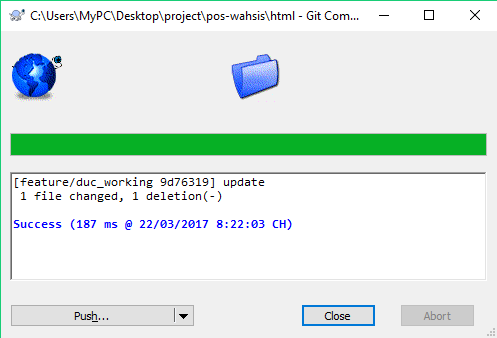 C:\Users\MyPC\Desktop\project\pos-wahsis\html - Git Com...
[feature/duc_working 9d76319] update
1 file changed, 1 deletion(-)
Success (187 ms @ 22/03/2017 8:22:03 CH)
Push...
Close
Abort